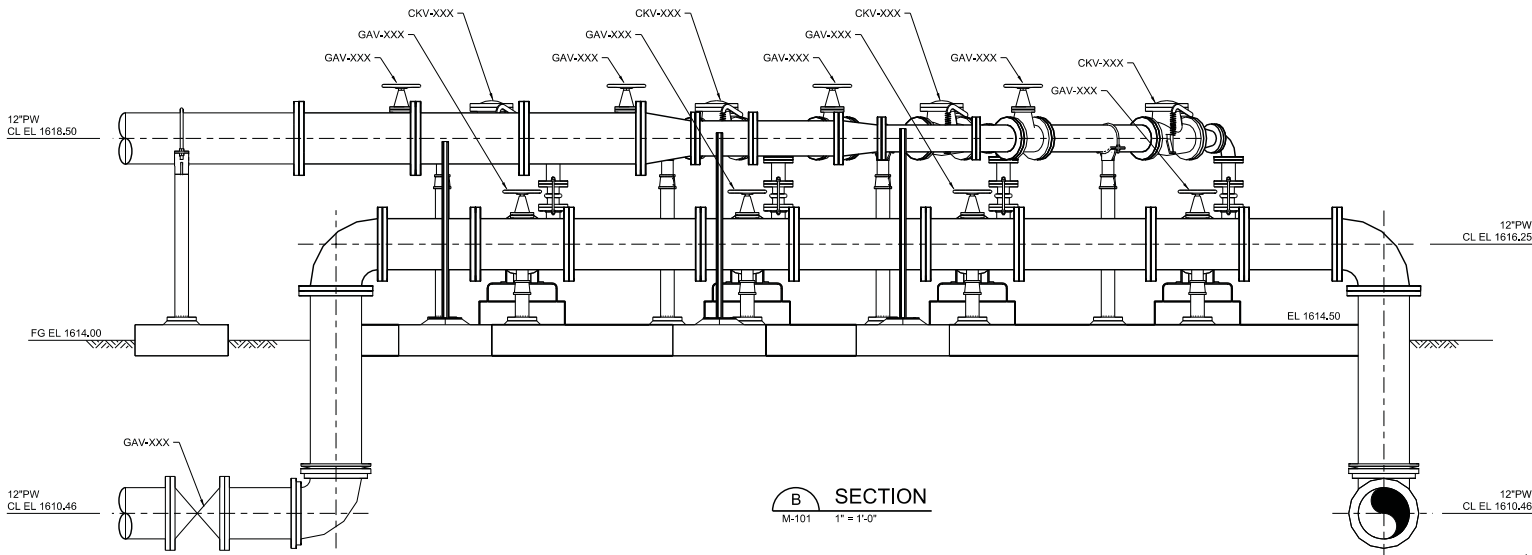 CKV-XXX
CKV-XXX
CKV-XXX
GAV-XXX
GAV-XXX
GAV-XXX
GAV-XXX
GAV-XXX
GAV-XXX
GAV-XXX
CKV-XXX
GAV-XXX
12"PW
CL EL 1618.50
12"PW
CL EL 1616.25
FG EL 1614.00
EL 1614.50
GAV-XXX
12"PW
CL EL 1610.46
B
M-101
SECTION
1" = 1'-0"
12"PW
CL EL 1610.46